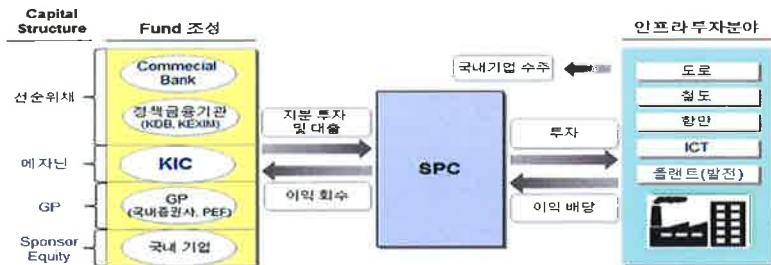 Capital
Structure
Fund 조성
인프라 투자분야
선순위채
Commecial
Bank
정책금융기관
(KDB, KEXIM)
메자닌
KIC
GP
GP
(국내증권사, PEF)
Sponsor
Equity
국내 기업
지분 투자
및 대출
이익 회수
SPC
국내기업 수주
투자
이익 배당
도로
철도
항만
ICT
플랜트(발전)